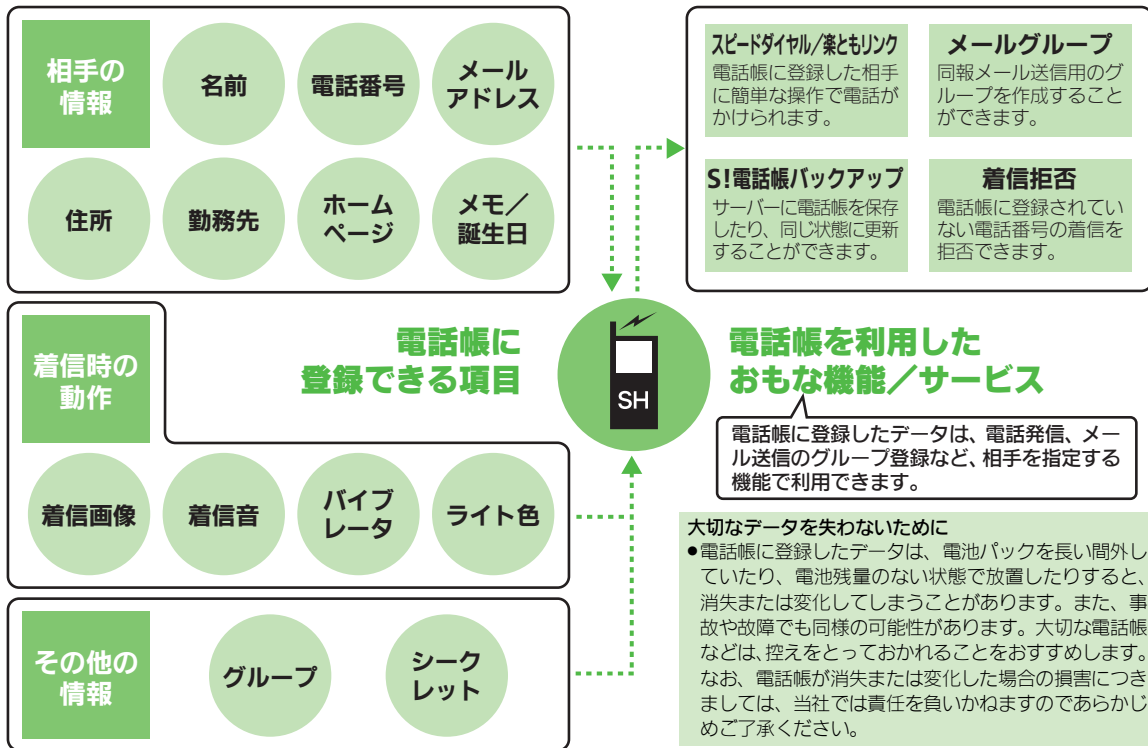 相手の
情報
名前
電話番号
メール
アドレス
住所
勤務先
ホーム
ページ
メモ／
誕生日
着信時の
動作
着信画像
着信音
バイブ
レータ
ライト色
その他の
情報
グループ
シーク
レット
電話帳に
登録できる項目
SH
スピードダイヤル/楽ともリンク
電話帳に登録した相手
に簡単な操作で電話が
かけられます。
メールグループ
同報メール送信用のグ
ループを作成すること
ができます。
S!電話帳バックアップ
サーバーに電話帳を保存
したり、同じ状態に更新
することができます。
着信拒否
電話帳に登録されてい
ない電話番号の着信を
拒否できます。
電話帳を利用した
おもな機能／サービス
電話帳に登録したデータは、電話発信、メー
ル送信のグループ登録など、相手を指定する
機能で利用できます。
大切なデータを失わないために
●電話帳に登録したデータは、電池パックを長い間外し
ていたり、電池残量のない状態で放置したりすると、
消失または変化してしまうことがあります。また、事
故や故障でも同様の可能性があります。大切な電話帳
などは、控えをとっておかれることをおすすめします。
なお、電話帳が消失または変化した場合の損害につき
ましては、当社では責任を負いかねますのであらかじ
めご了承ください。